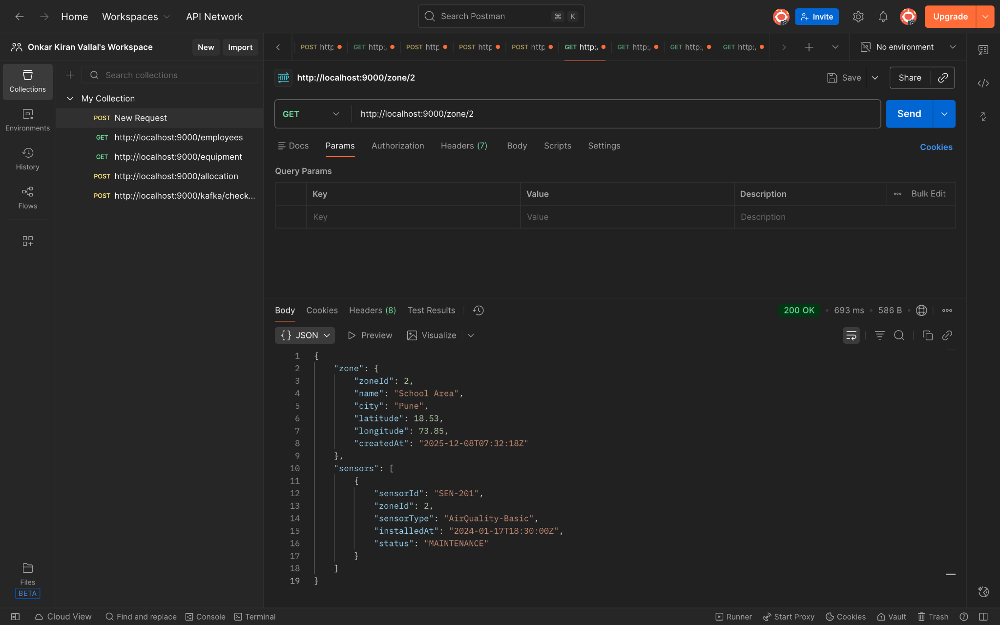 Home Workspaces API Network Search Postman ⌘ K Invite Upgrade
Onkar Kiran Vallal's Workspace New Import
POST http GET http:, POST http POST http POST http GET http:, GET http:, GET http:, GET http:, No environment
Collections
Environments
History
Flows
Files
BETA
Search collections
My Collection
POST New Request
GET http://localhost:9000/employees
GET http://localhost:9000/equipment
POST http://localhost:9000/allocation
POST http://localhost:9000/kafka/check...
HTTP http://localhost:9000/zone/2 Save Share
GET http://localhost:9000/zone/2 Send
Docs Params Authorization Headers (7) Body Scripts Settings Cookies
Query Params
Key Value Description Bulk Edit
Key Value Description
Body Cookies Headers (8) Test Results 200 OK • 693 ms • 586 B
{} JSON Preview Visualize
1 {
2 "zone": {
3 "zoneId": 2,
4 "name": "School Area",
5 "city": "Pune",
6 "latitude": 18.53,
7 "longitude": 73.85,
8 "createdAt": "2025-12-08T07:32:18Z"
9 },
10 "sensors": [
11 {
12 "sensorId": "SEN-201",
13 "zoneId": 2,
14 "sensorType": "AirQuality-Basic",
15 "installedAt": "2024-01-17T18:30:00Z",
16 "status": "MAINTENANCE"
17 }
18 ]
19 }
Cloud View Find and replace Console Terminal Runner Start Proxy Cookies Vault Trash